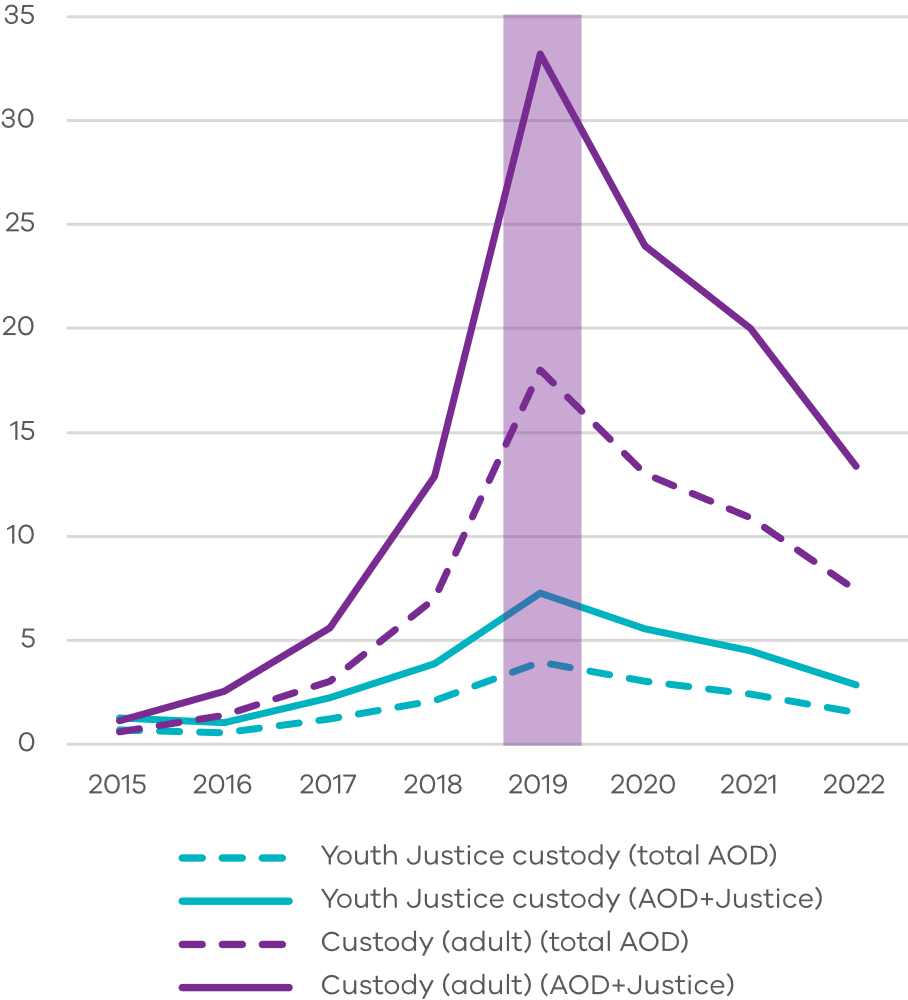 35
30
25
20
15
10
5
0
2015 2016 2017 2018 2019 2020 2021 2022
Youth Justice custody (total AOD)
Youth Justice custody (AOD+Justice)
Custody (adult) (total AOD)
Custody (adult) (AOD+Justice)